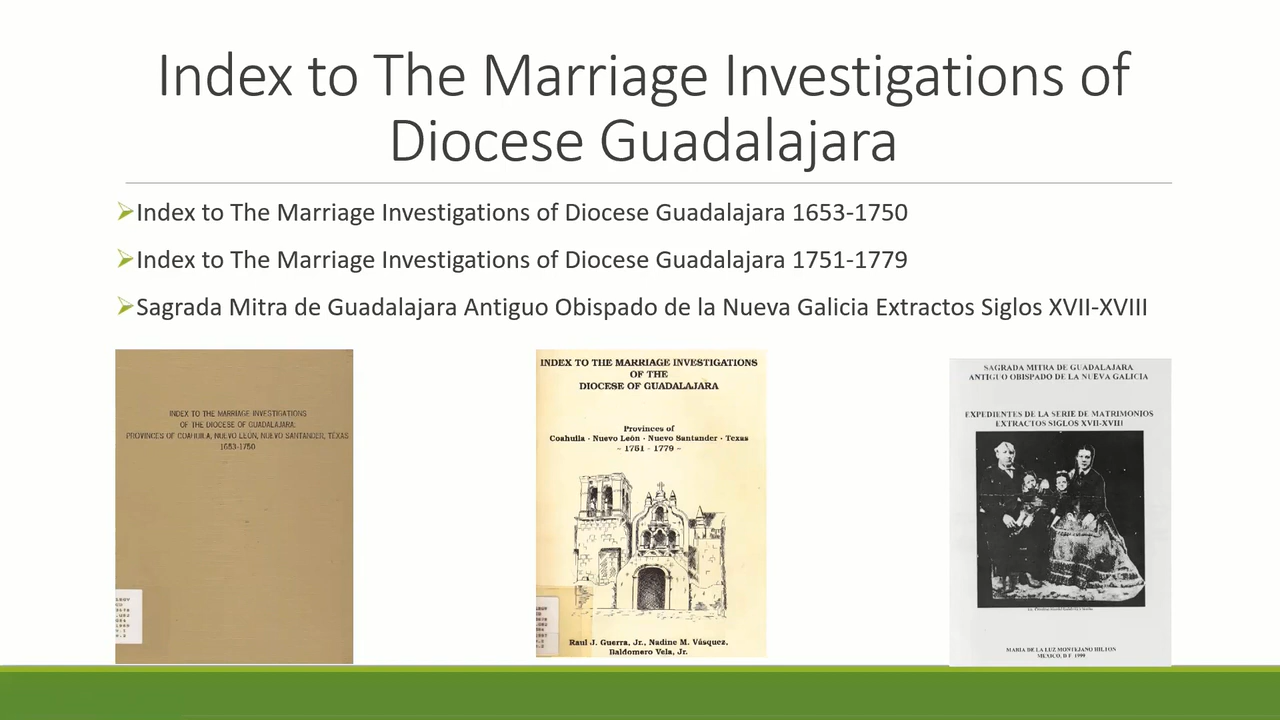 Index to The Marriage Investigations of
Diocese Guadalajara
Index to The Marriage Investigations of Diocese Guadalajara 1653-1750
Index to The Marriage Investigations of Diocese Guadalajara 1751-1779
Sagrada Mitra de Guadalajara Antiguo Obispado de la Nueva Galicia Extractos Siglos XVII-XVIII
INDEX TO THE MARRIAGE INVESTIGATIONS
OF THE DIOCESE OF GUADALAJARA:
PROVINCES OF COAHUILA, NUEVO LEÓN, NUEVO SANTANDER, TEXAS
1653-1750
INDEX TO THE MARRIAGE INVESTIGATIONS
OF THE
DIOCESE OF GUADALAJARA
Provinces of
Coahuila · Nuevo León · Nuevo Santander · Texas
- 1751 - 1779 -
Raul J. Guerra, Jr., Nadine M. Vásquez,
Baldomero Vela, Jr.
SAGRADA MITRA DE GUADALAJARA
ANTIGUO OBISPADO DE LA NUEVA GALICIA
EXPEDIENTES DE LA SERIE DE MATRIMONIOS
EXTRACTOS SIGLOS XVII-XVIII
MARIA DE LA LUZ MONTEJANO HILTON
MEXICO, D.F. 1999